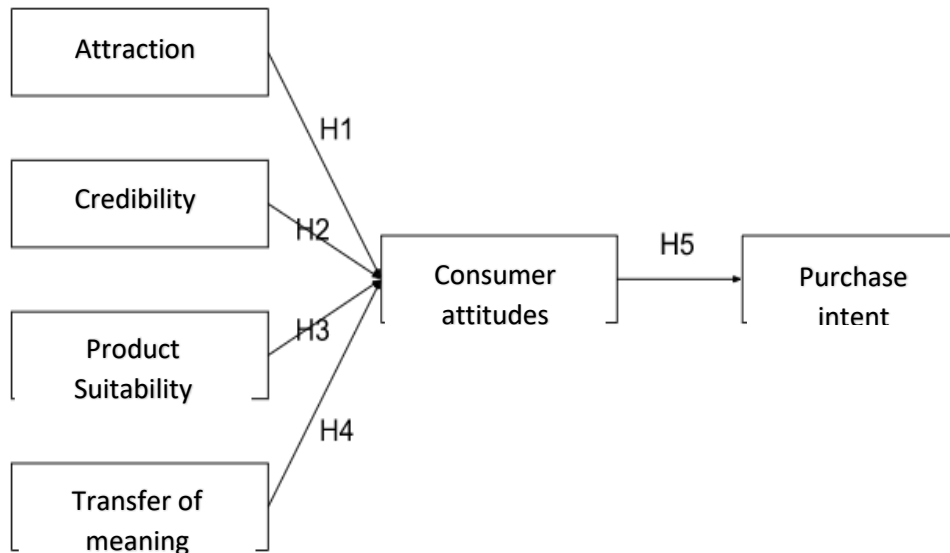 Attraction
H1
Credibility
H2
Consumer
attitudes
H5
Purchase
intent
Product
Suitability
H3
H4
Transfer of
meaning